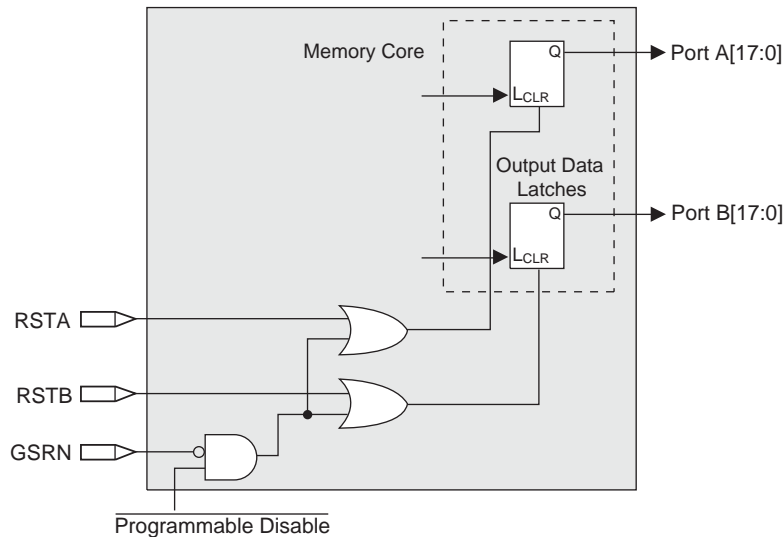 Memory Core
Q
LCLR
Port A[17:0]
Output Data
Latches
Q
LCLR
Port B[17:0]
RSTA
RSTB
GSRN
Programmable Disable